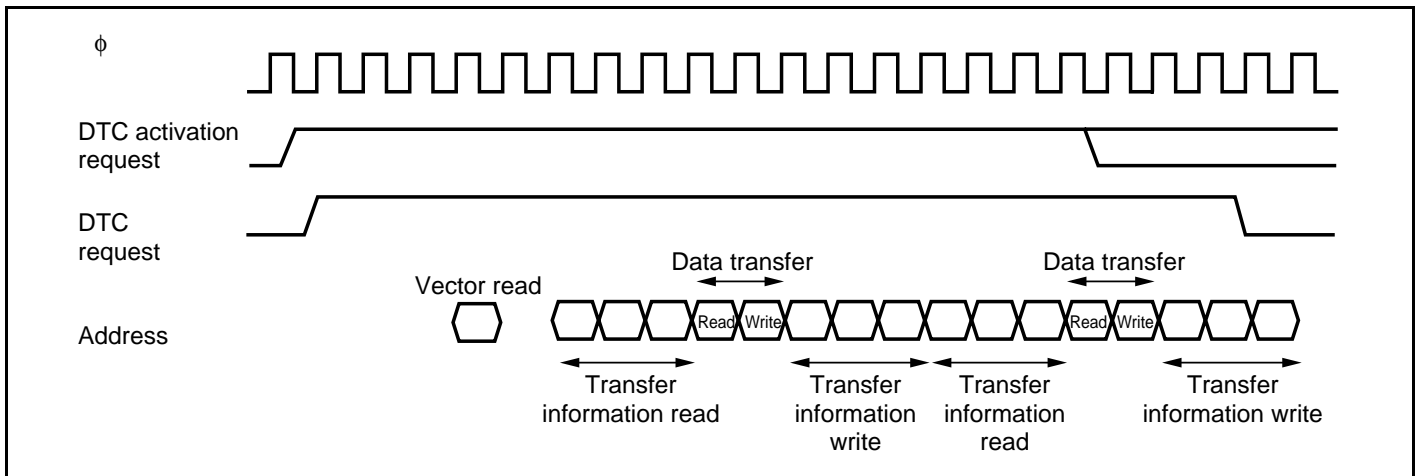 ϕ
DTC activation
request
DTC
request
Data transfer
Data transfer
Vector read
Address
Read
Write
Read
Write
Transfer
information read
Transfer
information
write
Transfer
information
read
Transfer
information write